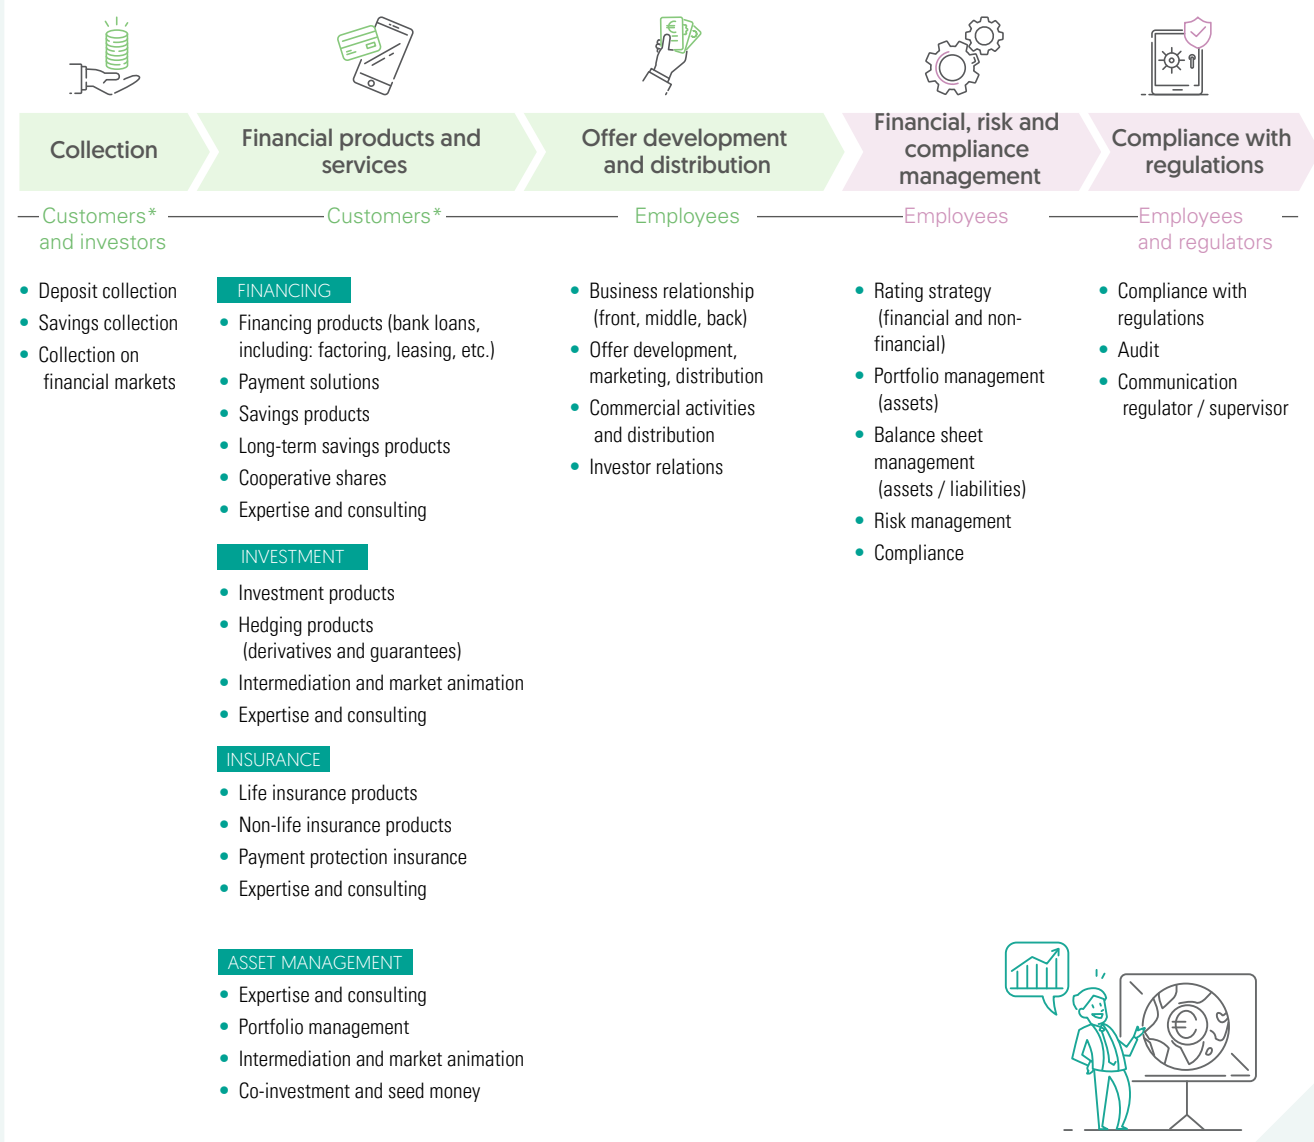 Collection
Financial products and
services
Offer development
and distribution
Financial, risk and
compliance
management
Compliance with
regulations
Customers*
and investors
Customers*
Employees
Employees
Employees
and regulators
• Deposit collection
• Savings collection
• Collection on
financial markets
FINANCING
• Financing products (bank loans,
including: factoring, leasing, etc.)
• Payment solutions
• Savings products
• Long-term savings products
• Cooperative shares
• Expertise and consulting
INVESTMENT
• Investment products
• Hedging products
(derivatives and guarantees)
• Intermediation and market animation
• Expertise and consulting
INSURANCE
• Life insurance products
• Non-life insurance products
• Payment protection insurance
• Expertise and consulting
ASSET MANAGEMENT
• Expertise and consulting
• Portfolio management
• Intermediation and market animation
• Co-investment and seed money
• Business relationship
(front, middle, back)
• Offer development,
marketing, distribution
• Commercial activities
and distribution
• Investor relations
• Rating strategy
(financial and non-
financial)
• Portfolio management
(assets)
• Balance sheet
management
(assets / liabilities)
• Risk management
• Compliance
• Compliance with
regulations
• Audit
• Communication
regulator / supervisor